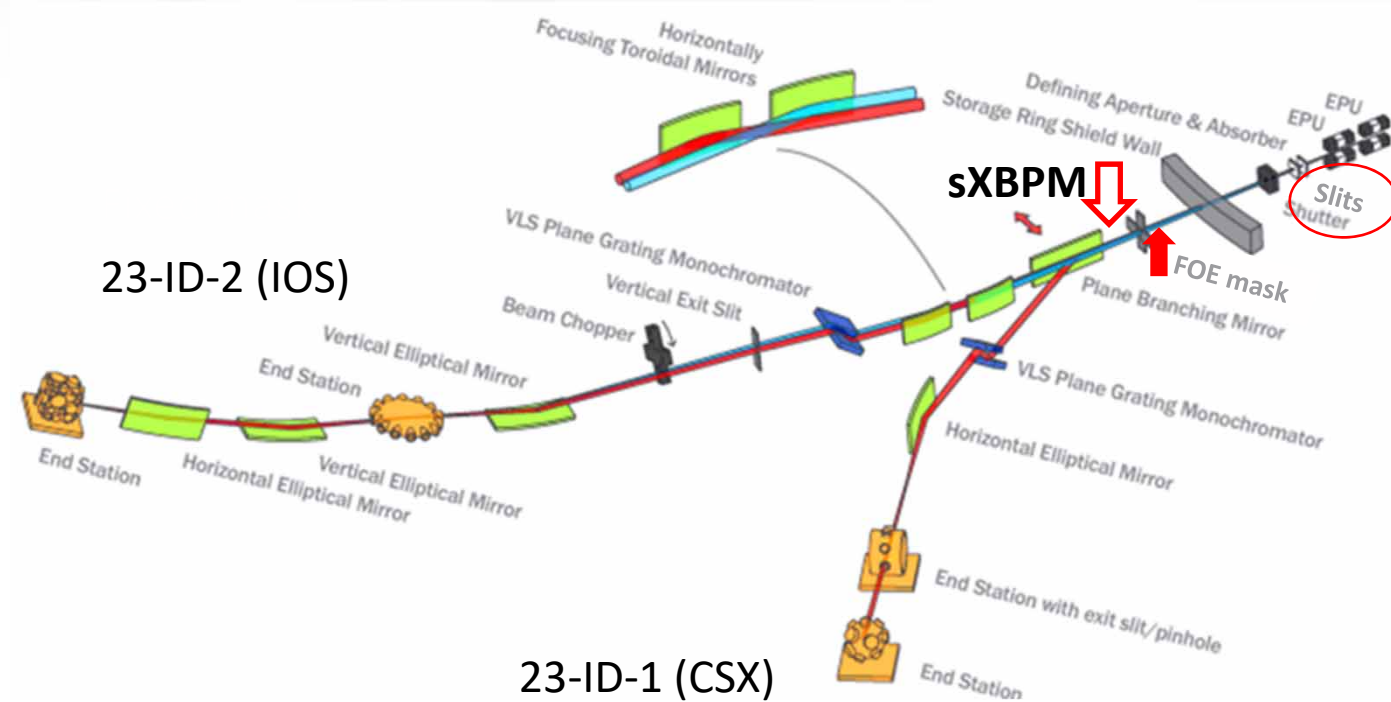 Horizontally
Focusing Toroidal Mirrors
Defining Aperture & Absorber
Storage Ring Shield Wall
EPU
EPU
Slits
Shutter
sXBPM
FOE mask
Plane Branching Mirror
VLS Plane Grating Monochromator
Vertical Exit Slit
Beam Chopper
23-ID-2 (IOS)
Vertical Elliptical Mirror
End Station
VLS Plane Grating Monochromator
Horizontal Elliptical Mirror
End Station
Horizontal Elliptical Mirror
Vertical Elliptical Mirror
End Station with exit slit/pinhole
End Station
23-ID-1 (CSX)